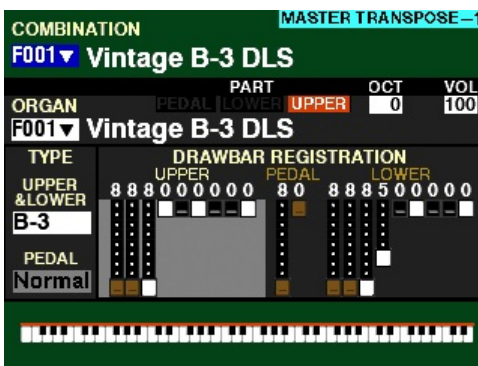 MASTER TRANSPOSE–1
COMBINATION
F001▼ Vintage B-3 DLS
PART OCT VOL
ORGAN PEDAL LOWER UPPER 0 100
F001▼ Vintage B-3 DLS
TYPE DRAWBAR REGISTRATION
UPPER PEDAL LOWER
UPPER 888000000 80 888500000
&LOWER
B-3
PEDAL
Normal